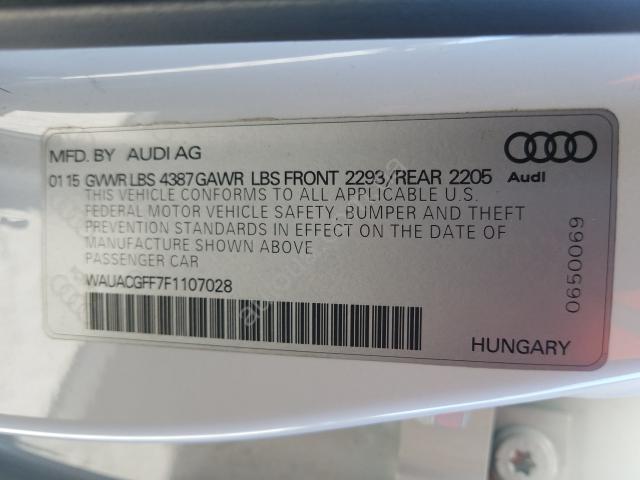 MFD. BY AUDI AG
01 15 GVWR LBS 4387 GAWR LBS FRONT 2293/REAR 2205
Audi
THIS VEHICLE CONFORMS TO ALL APPLICABLE U.S.
FEDERAL MOTOR VEHICLE SAFETY, BUMPER AND THEFT
PREVENTION STANDARDS IN EFFECT ON THE DATE OF
MANUFACTURE SHOWN ABOVE
PASSENGER CAR
WAUACGFF7F1107028
0650069
HUNGARY